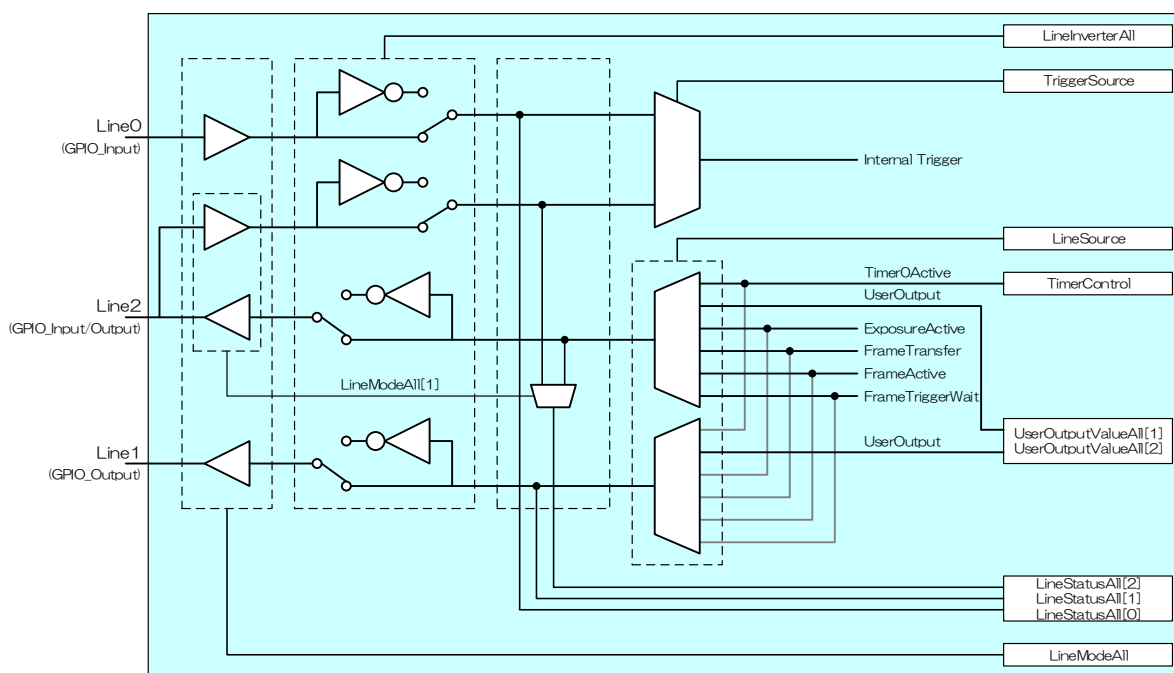 LineInverterAll
TriggerSource
Line0
(GPIO_Input)
Internal Trigger
LineSource
Timer0Active
TimerControl
UserOutput
Line2
(GPIO_Input/Output)
ExposureActive
FrameTransfer
FrameActive
LineModeAll[1]
FrameTriggerWait
UserOutputValueAll[1]
UserOutput
UserOutputValueAll[2]
Line1
(GPIO_Output)
LineStatusAll[2]
LineStatusAll[1]
LineStatusAll[0]
LineModeAll